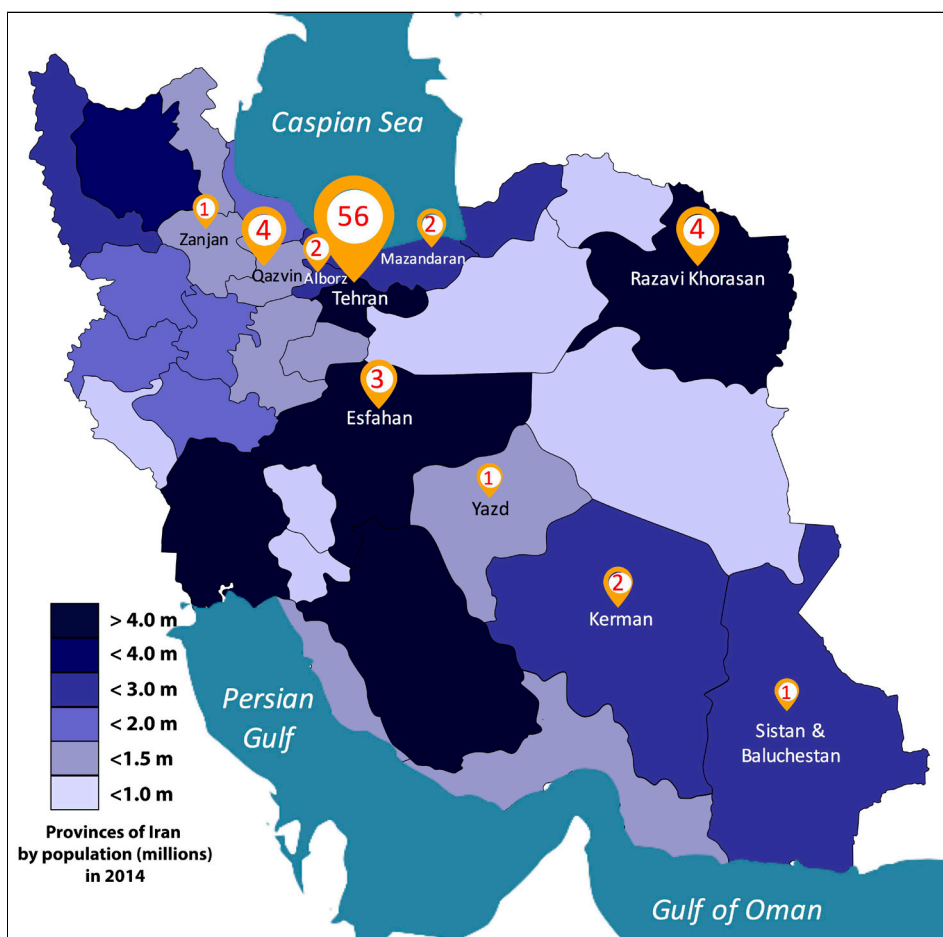 Caspian Sea
1
Zanjan
4
Qazvin
2
Alborz
56
Tehran
2
Mazandaran
4
Razavi Khorasan
3
Esfahan
1
Yazd
2
Kerman
1
Sistan &
Baluchestan
Persian
Gulf
Gulf of Oman
> 4.0 m
< 4.0 m
< 3.0 m
< 2.0 m
<1.5 m
<1.0 m
Provinces of Iran
by population (millions)
in 2014